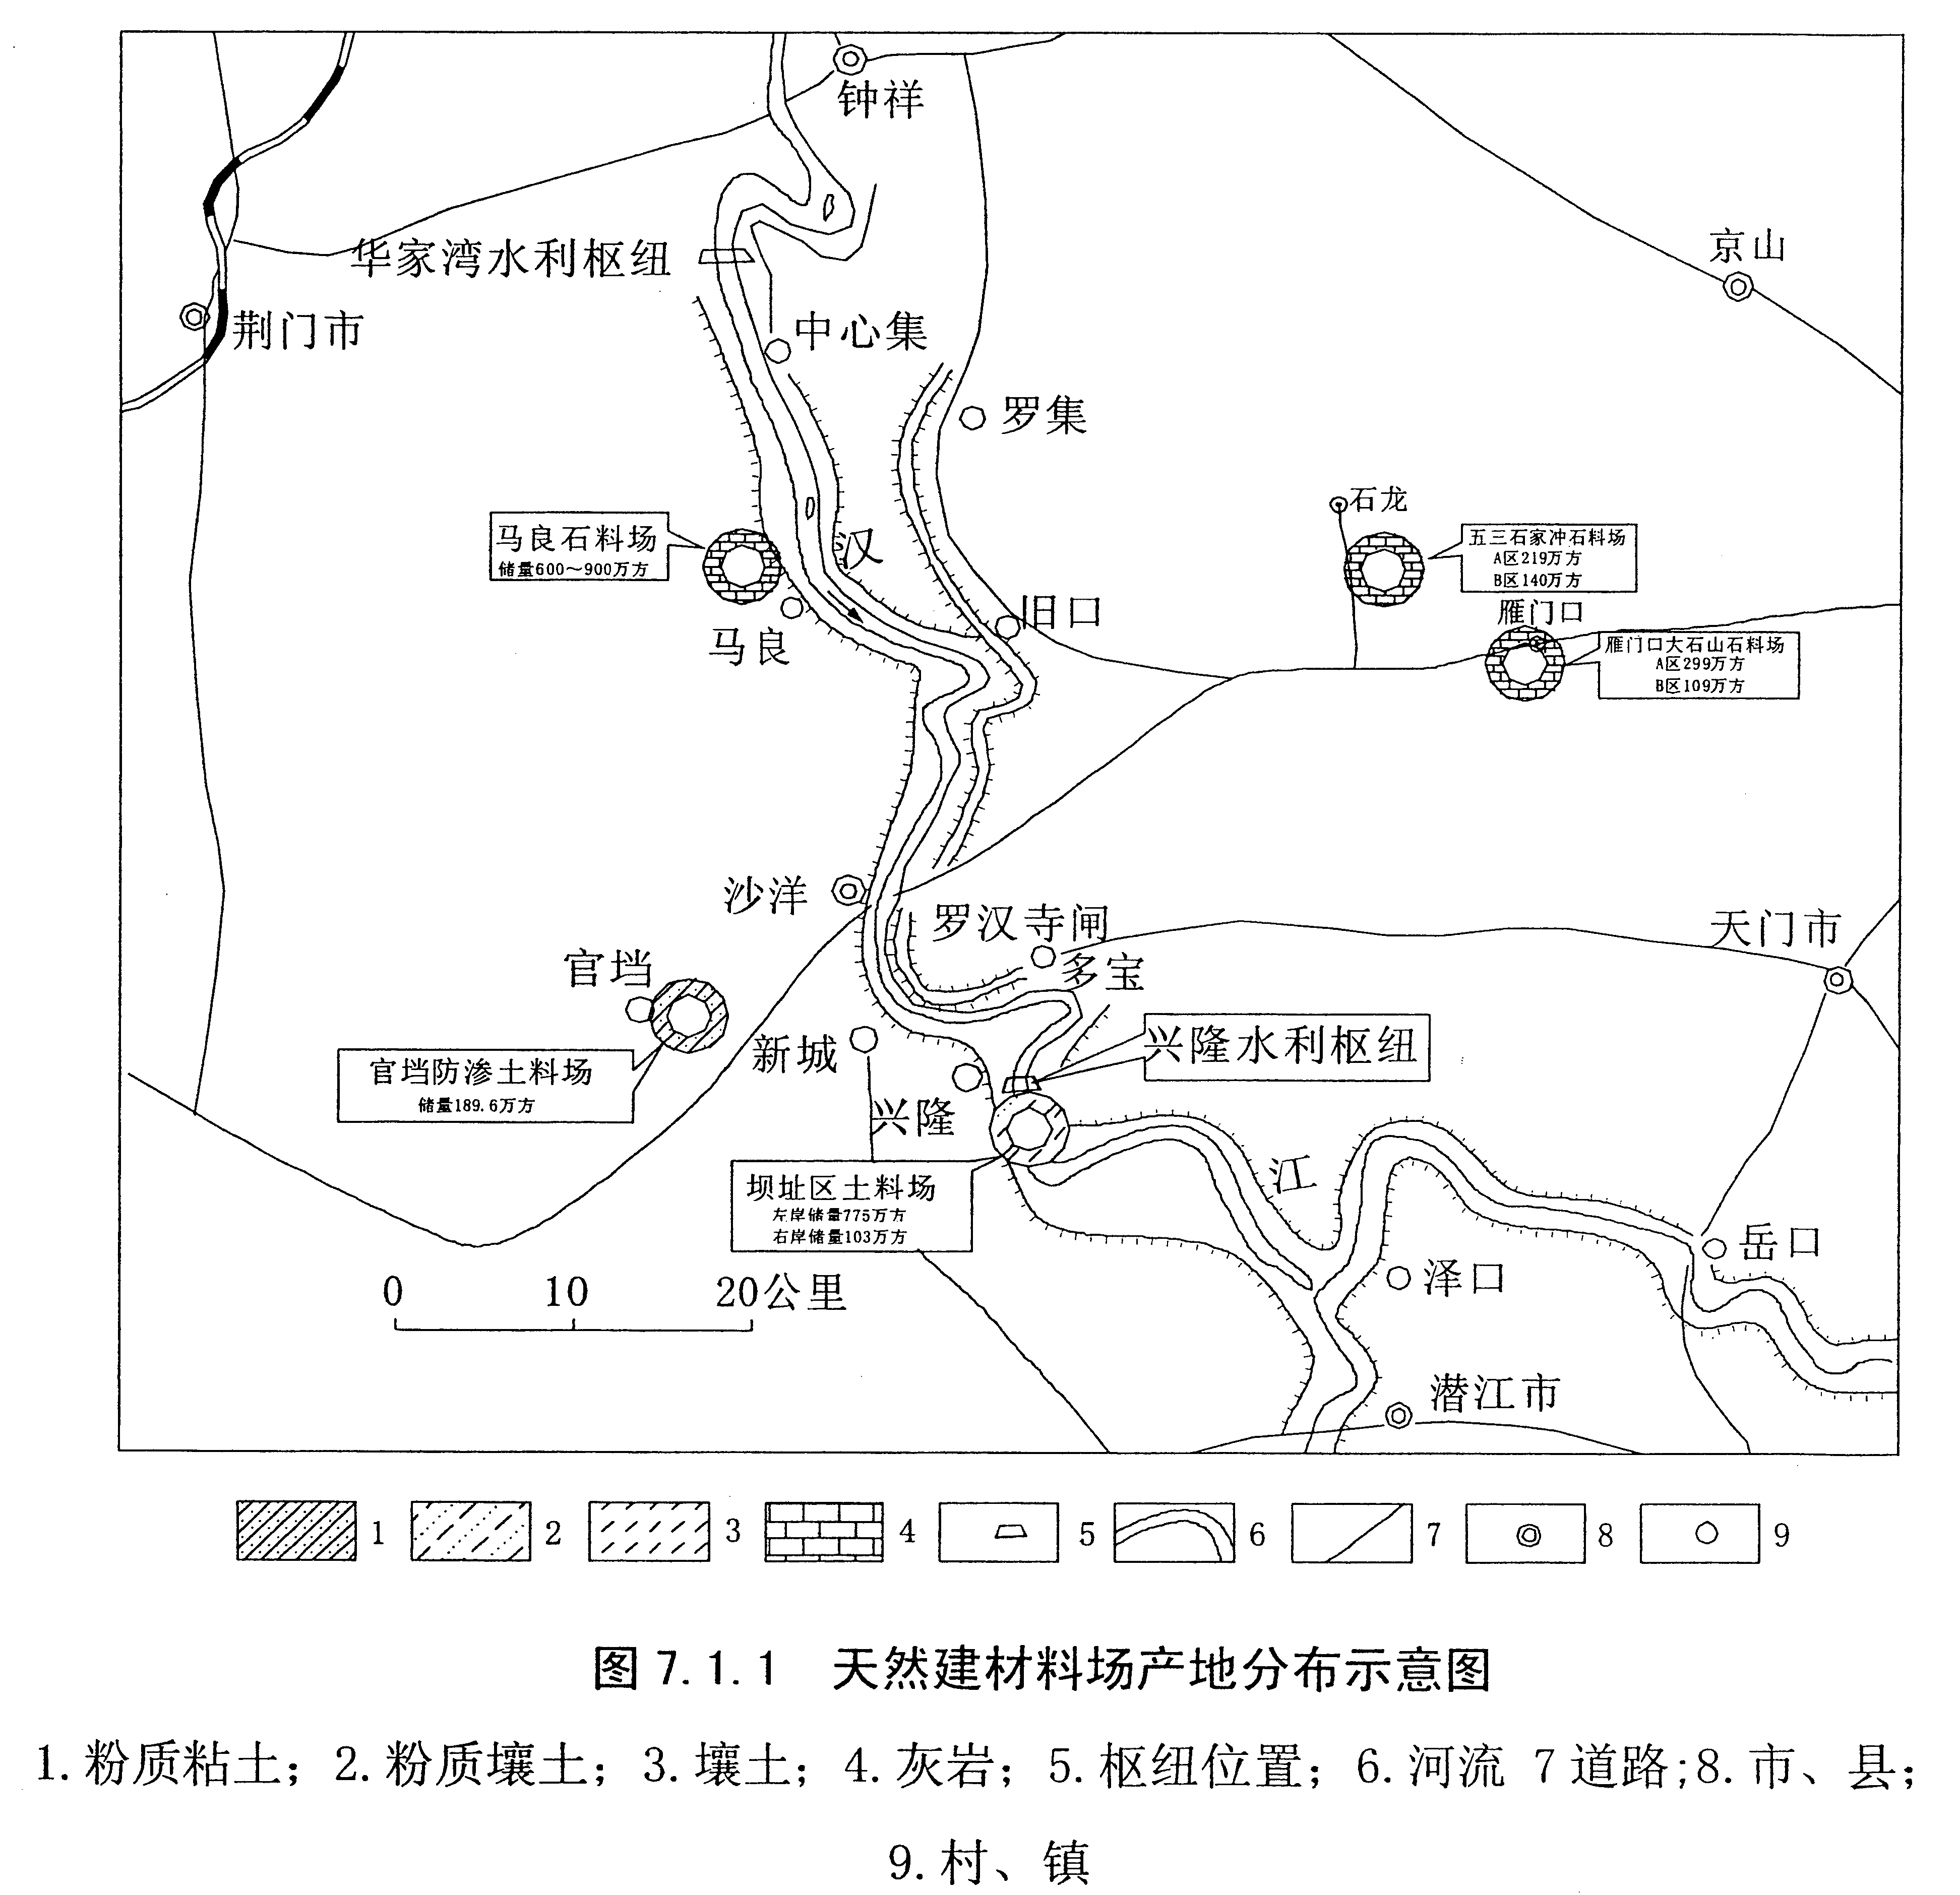 钟祥
京山
华家湾水利枢纽
荆门市
中心集
罗集
石龙
马良石料场
储量600～900万方
汉
五三石家冲石料场
A区219万方
B区140万方
雁门口
旧口
马良
雁门口大石山石料场
A区299万方
B区109万方
沙洋
罗汉寺闸
天门市
官垱
多宝
新城
兴隆水利枢纽
官垱防渗土料场
储量189.6万方
兴隆
坝址区土料场
左岸储量775万方
右岸储量103万方
江
岳口
泽口
0 10 20公里
潜江市
1 2 3 4 5 6 7 8 9
图 7.1.1 天然建材料场产地分布示意图
1.粉质粘土；2.粉质壤土；3.壤土；4.灰岩；5.枢纽位置；6.河流 7道路;8.市、县；
9.村、镇